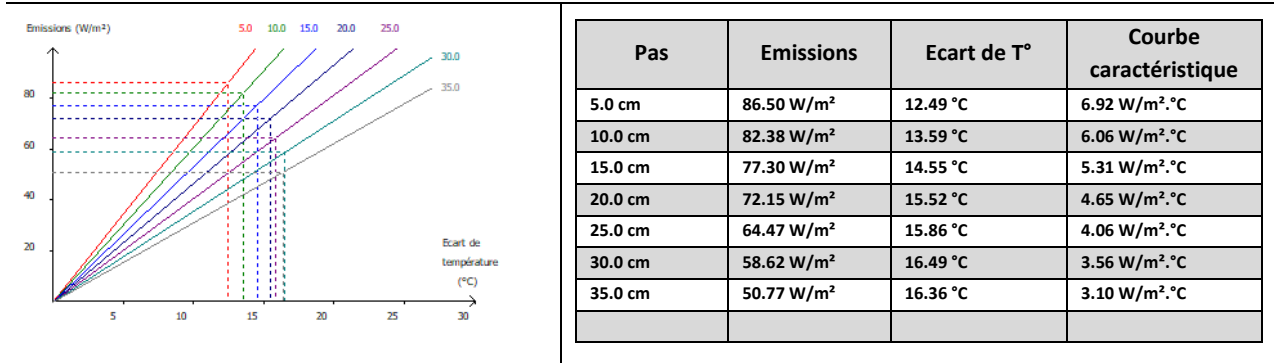 Emissions (W/m²)
5.0 10.0 15.0 20.0 25.0
30.0
35.0
80
60
40
20
Ecart de
température
(°C)
5 10 15 20 25 30
Pas Emissions Ecart de T° Courbe caractéristique
5.0 cm 86.50 W/m² 12.49 °C 6.92 W/m².°C
10.0 cm 82.38 W/m² 13.59 °C 6.06 W/m².°C
15.0 cm 77.30 W/m² 14.55 °C 5.31 W/m².°C
20.0 cm 72.15 W/m² 15.52 °C 4.65 W/m².°C
25.0 cm 64.47 W/m² 15.86 °C 4.06 W/m².°C
30.0 cm 58.62 W/m² 16.49 °C 3.56 W/m².°C
35.0 cm 50.77 W/m² 16.36 °C 3.10 W/m².°C